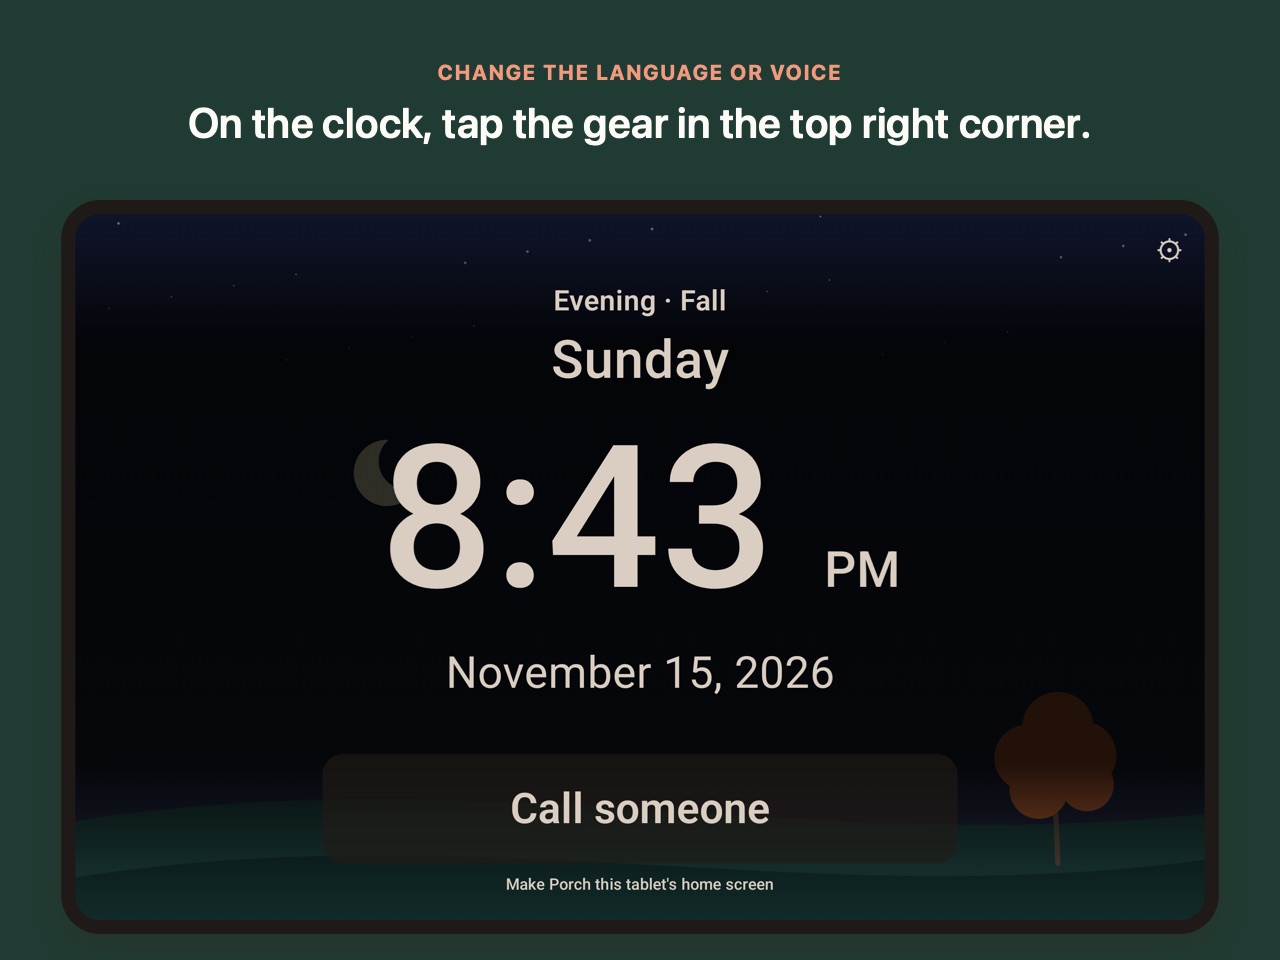 CHANGE THE LANGUAGE OR VOICE
On the clock, tap the gear in the top right corner.
Evening · Fall
Sunday
8:43 PM
November 15, 2026
Call someone
Make Porch this tablet's home screen